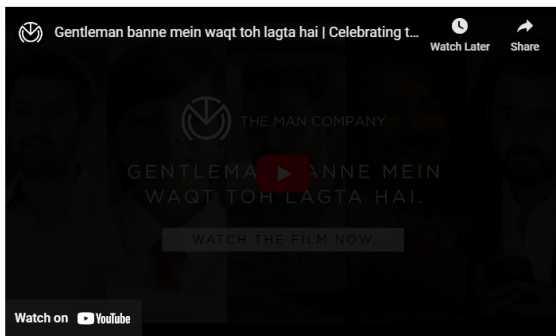 Gentleman banne mein waqt toh lagta hai | Celebrating t...
Watch Later
Share
THE MAN COMPANY
GENTLEMA ANNE MEIN
WAQT TOH LAGTA HAI.
WATCH THE FILM NOW.
Watch on YouTube